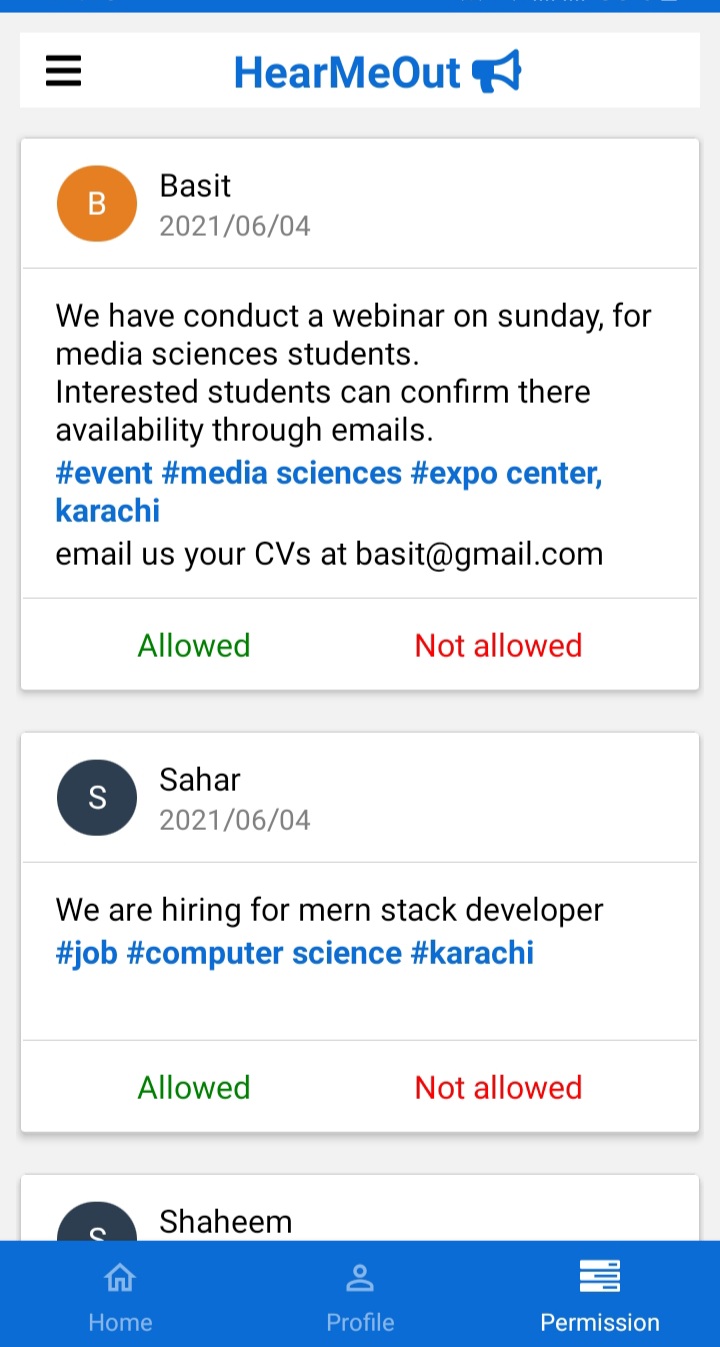 HearMeOut
B
Basit
2021/06/04
We have conduct a webinar on sunday, for
media sciences students.
Interested students can confirm there
availability through emails.
#event #media sciences #expo center,
karachi
email us your CVs at basit@gmail.com
Allowed Not allowed
S
Sahar
2021/06/04
We are hiring for mern stack developer
#job #computer science #karachi
Allowed Not allowed
S
Shaheem
Home Profile Permission